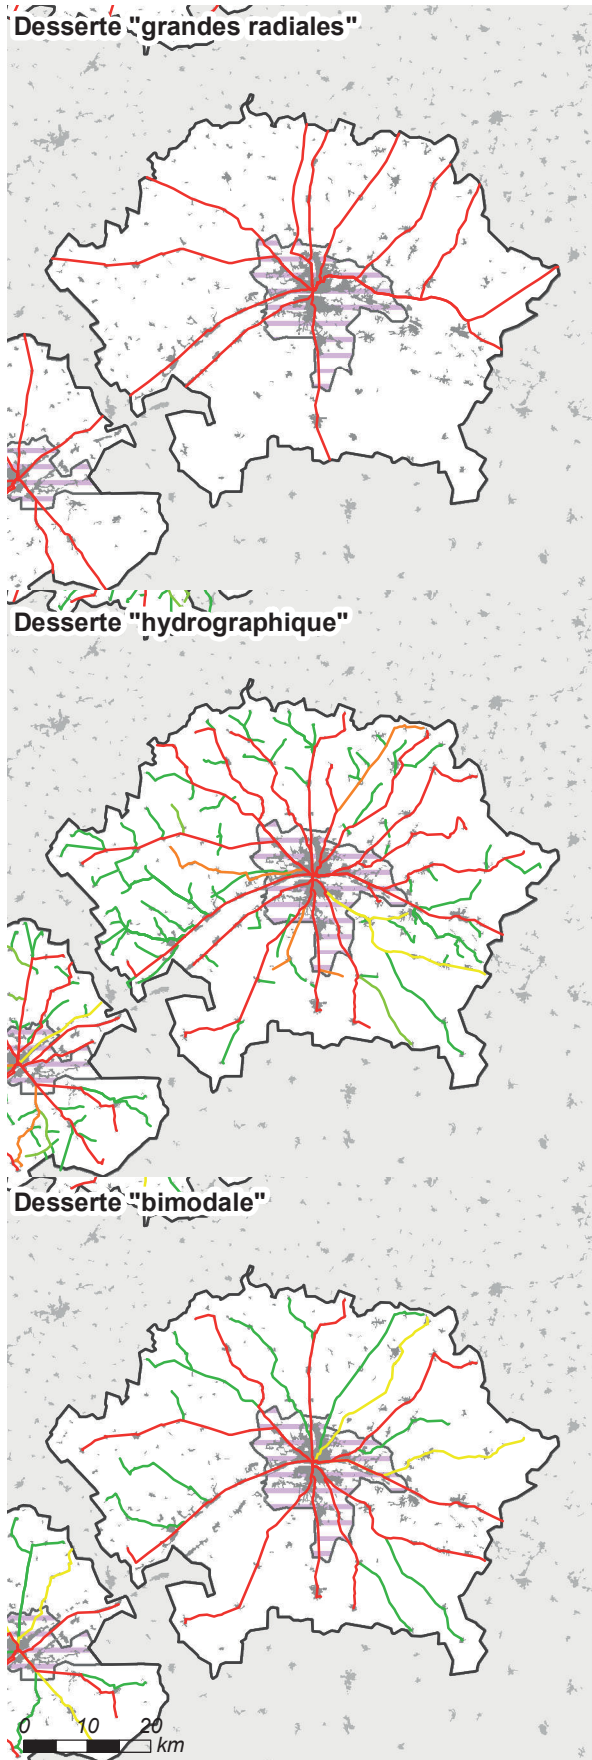 Desserte "grandes radiales"
Desserte "hydrographique"
Desserte "bimodale"
0 10 20
km